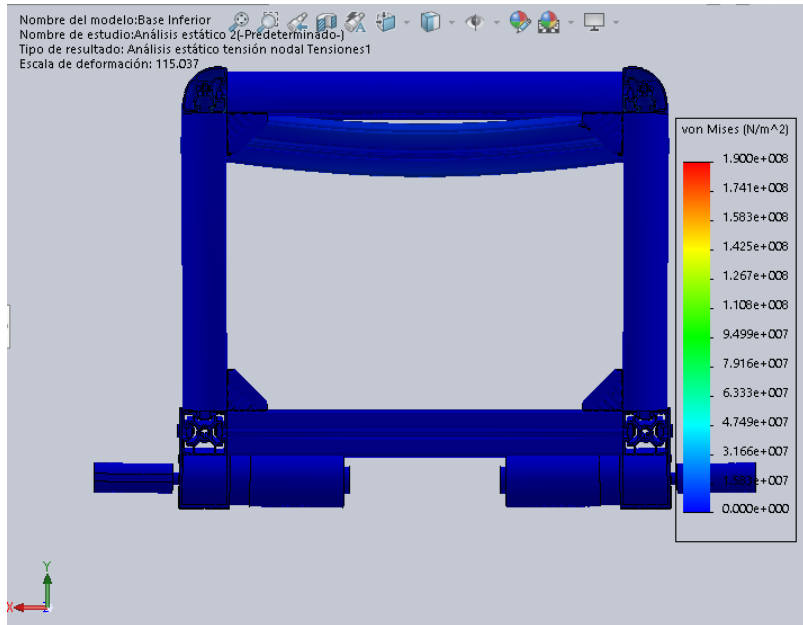 Nombre del modelo:Base Inferior
Nombre de estudio:Análisis estático 2(-Predeterminado-)
Tipo de resultado: Análisis estático tensión nodal Tensiones1
Escala de deformación: 115.037
von Mises (N/m^2)
1.900e+008
1.741e+008
1.583e+008
1.425e+008
1.267e+008
1.108e+008
9.499e+007
7.916e+007
6.333e+007
4.749e+007
3.166e+007
1.583e+007
0.000e+000
Y
X
Z